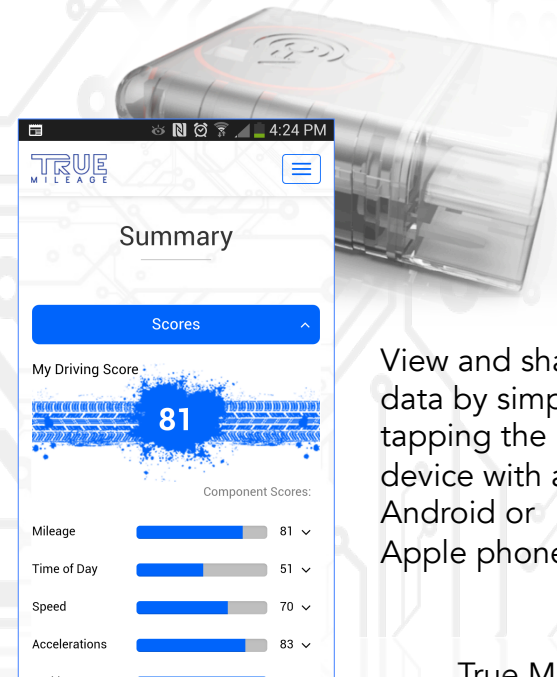 4:24 PM
TRUE
MILEAGE
Summary
Scores
My Driving Score
81
Component Scores:
Mileage 81
Time of Day 51
Speed 70
Accelerations 83
View and sha
data by simp
tapping the
device with a
Android or
Apple phone
True M